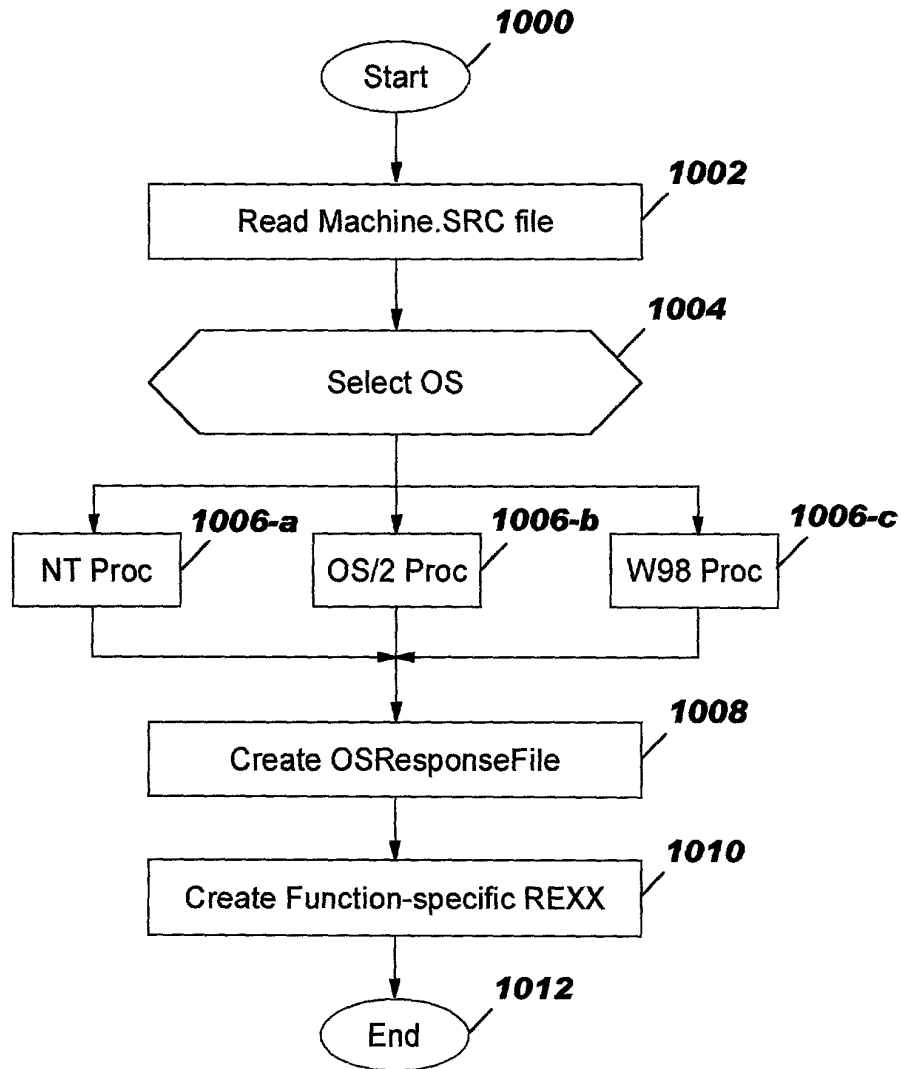 1000
Start
1002
Read Machine.SRC file
1004
Select OS
1006-a
1006-b
1006-c
NT Proc
OS/2 Proc
W98 Proc
1008
Create OSResponseFile
1010
Create Function-specific REXX
1012
End